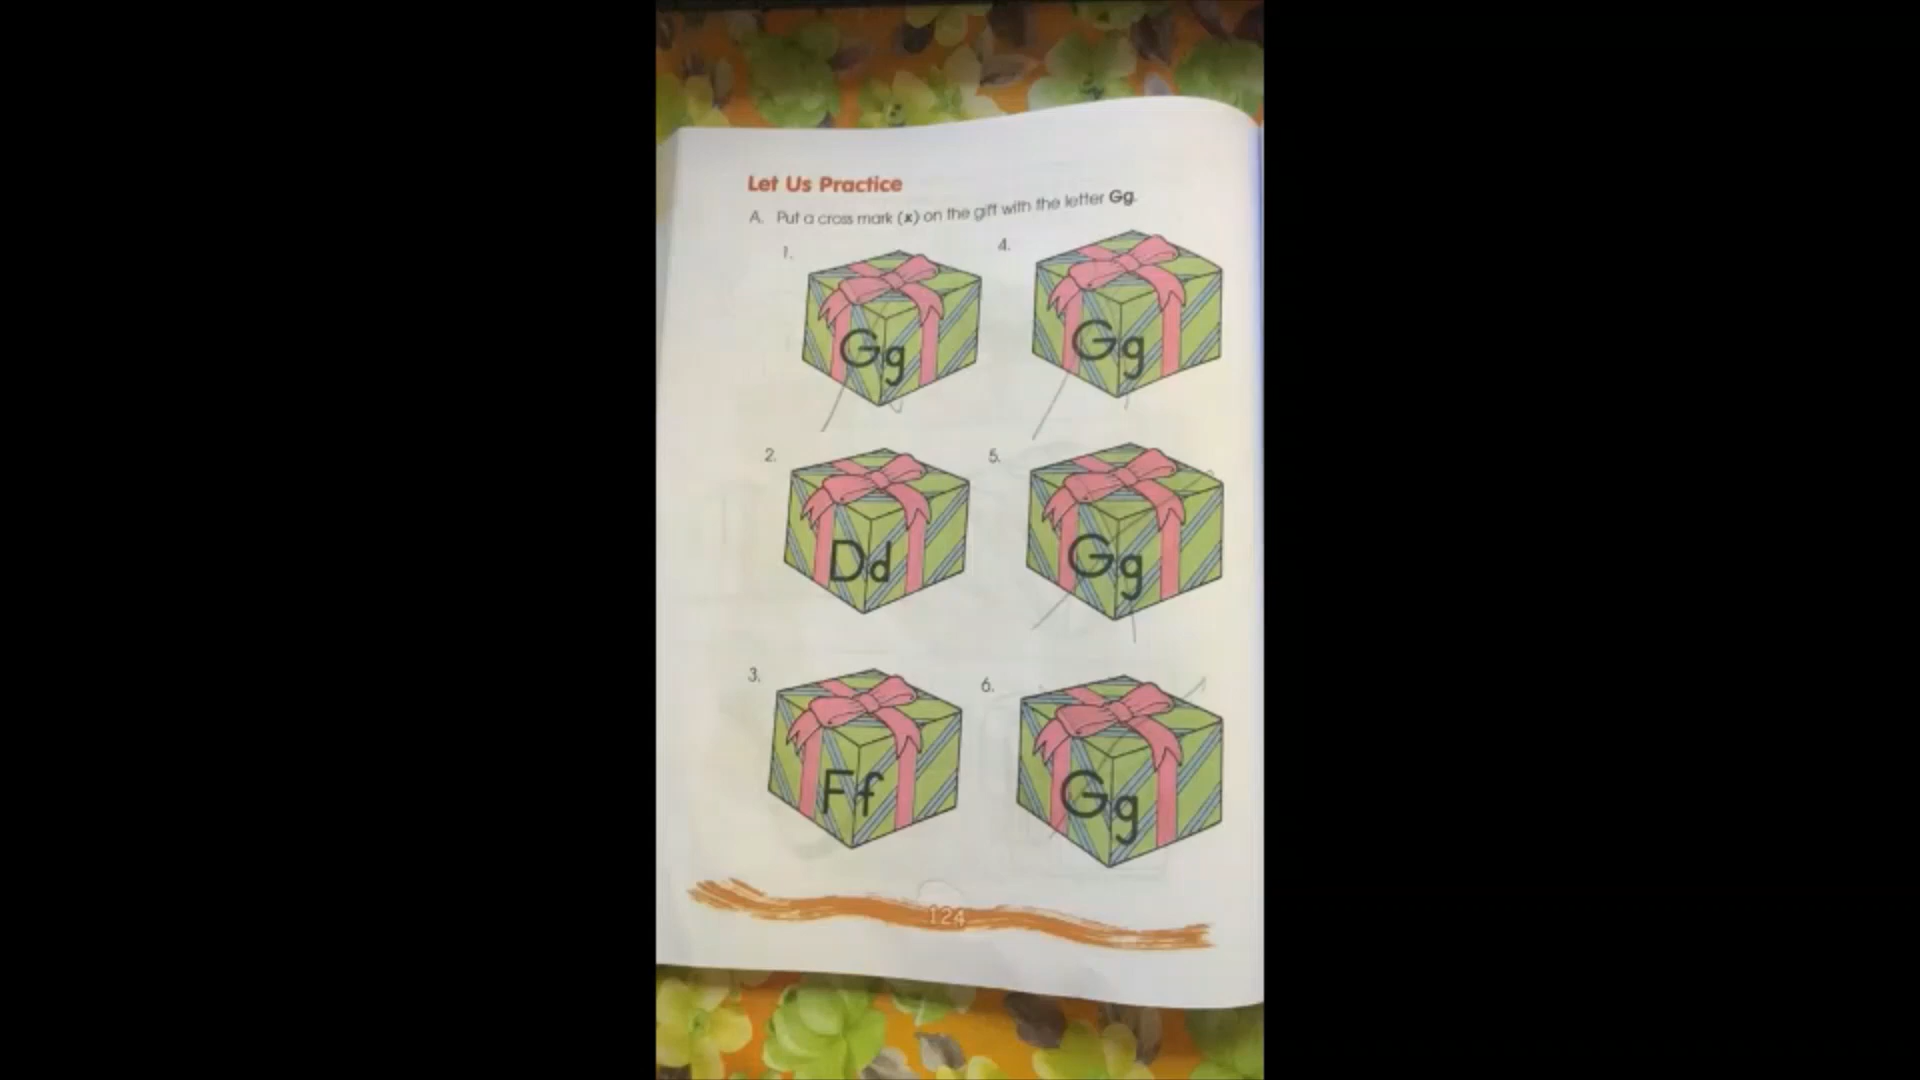 Let Us Practice
A. Put a cross mark (x) on the gift with the letter Gg.
1.
Gg
2.
Dd
3.
Ff
4.
Gg
5.
Gg
6.
Gg
124